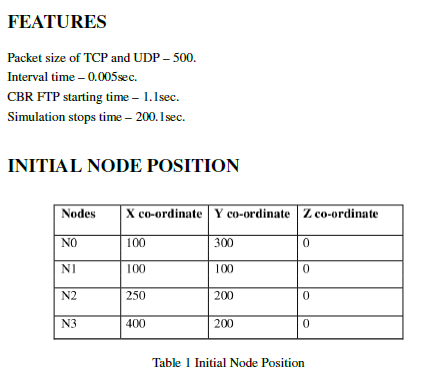 FEATURES
Packet size of TCP and UDP – 500.
Interval time – 0.005sec.
CBR FTP starting time – 1.1sec.
Simulation stops time – 200.1sec.
INITIAL NODE POSITION
Nodes X co-ordinate Y co-ordinate Z co-ordinate
N0 100 300 0
N1 100 100 0
N2 250 200 0
N3 400 200 0
Table 1 Initial Node Position